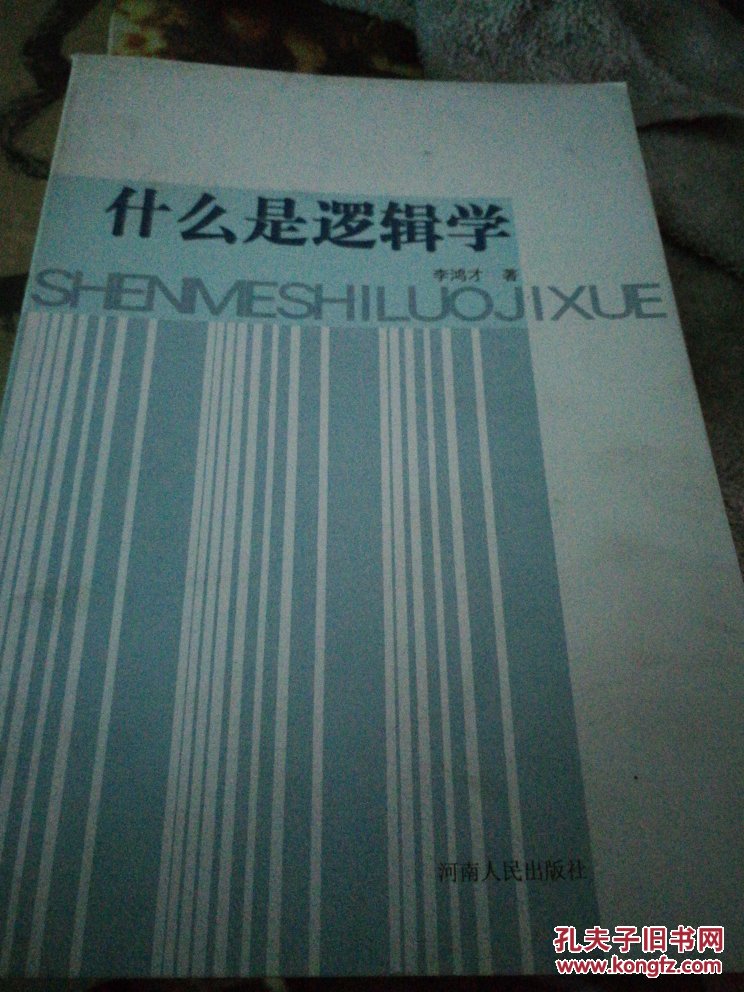 什么是逻辑学
李鸿才 著
SHENMESHILUOJIXUE
河南人民出版社
孔夫子旧书网
www.kongfz.com